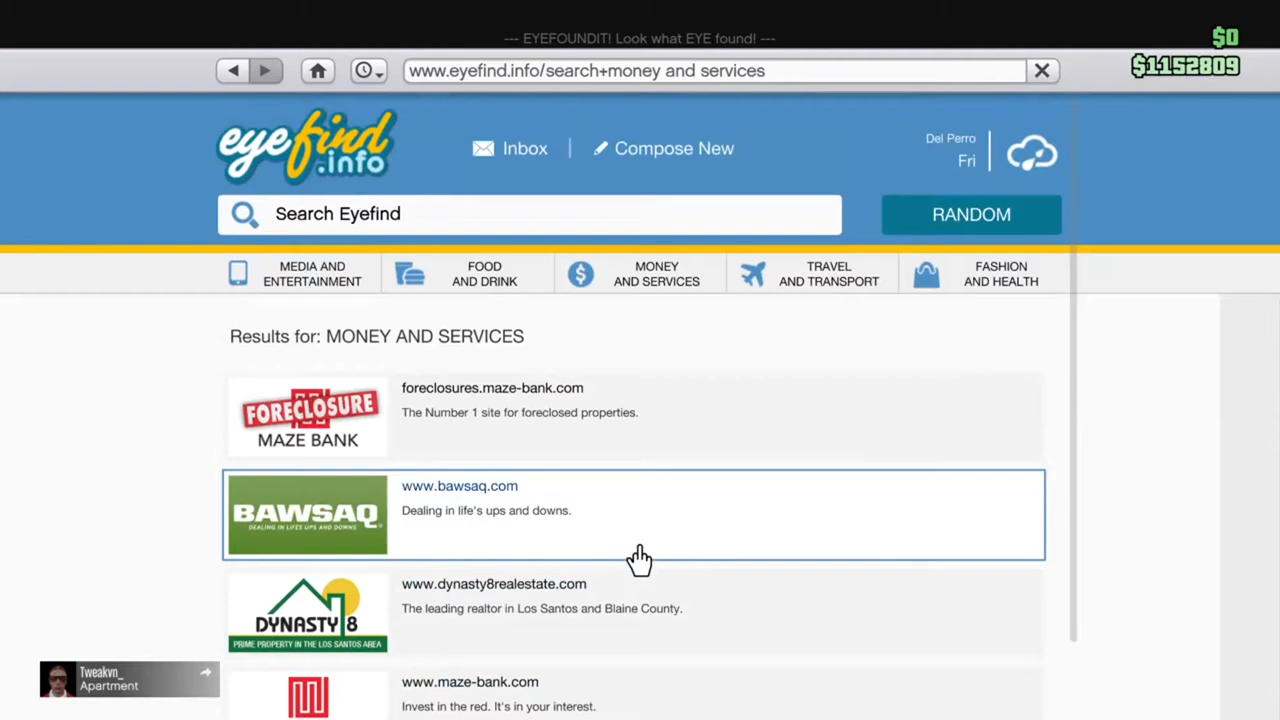 --- EYEFOUNDIT! Look what EYE found! ---
$0
$1152809
www.eyefind.info/search+money and services
eyefind
.info
Inbox
Compose New
Del Perro
Fri
Search Eyefind
RANDOM
MEDIA AND
ENTERTAINMENT
FOOD
AND DRINK
MONEY
AND SERVICES
TRAVEL
AND TRANSPORT
FASHION
AND HEALTH
Results for: MONEY AND SERVICES
FORECLOSURE
MAZE BANK
foreclosures.maze-bank.com
The Number 1 site for foreclosed properties.
BAWSAQ
DEALING IN LIFE'S UPS AND DOWNS
www.bawsaq.com
Dealing in life's ups and downs.
DYNASTY 8
PRIME PROPERTY IN THE LOS SANTOS AREA
www.dynasty8realestate.com
The leading realtor in Los Santos and Blaine County.
Tweakvn_
Apartment
www.maze-bank.com
Invest in the red. It's in your interest.